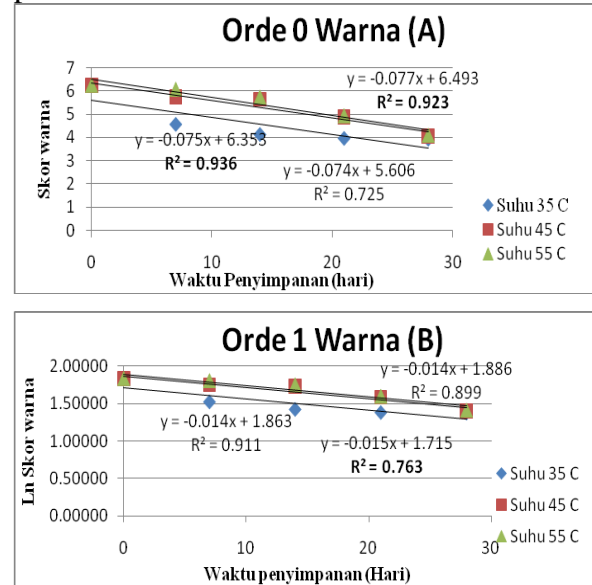 Orde 0 Warna (A)
Skor warna
7
6
5
4
3
2
1
0
y = -0.077x + 6.493
R² = 0.923
y = -0.075x + 6.353
R² = 0.936
y = -0.074x + 5.606
R² = 0.725
Suhu 35 C
Suhu 45 C
Suhu 55 C
0 10 20 30
Waktu Penyimpanan (hari)
Orde 1 Warna (B)
Ln Skor warna
2.00000
1.50000
1.00000
0.50000
0.00000
y = -0.014x + 1.886
R² = 0.899
y = -0.014x + 1.863
R² = 0.911
y = -0.015x + 1.715
R² = 0.763
Suhu 35 C
Suhu 45 C
Suhu 55 C
0 10 20 30
Waktu penyimpanan (Hari)